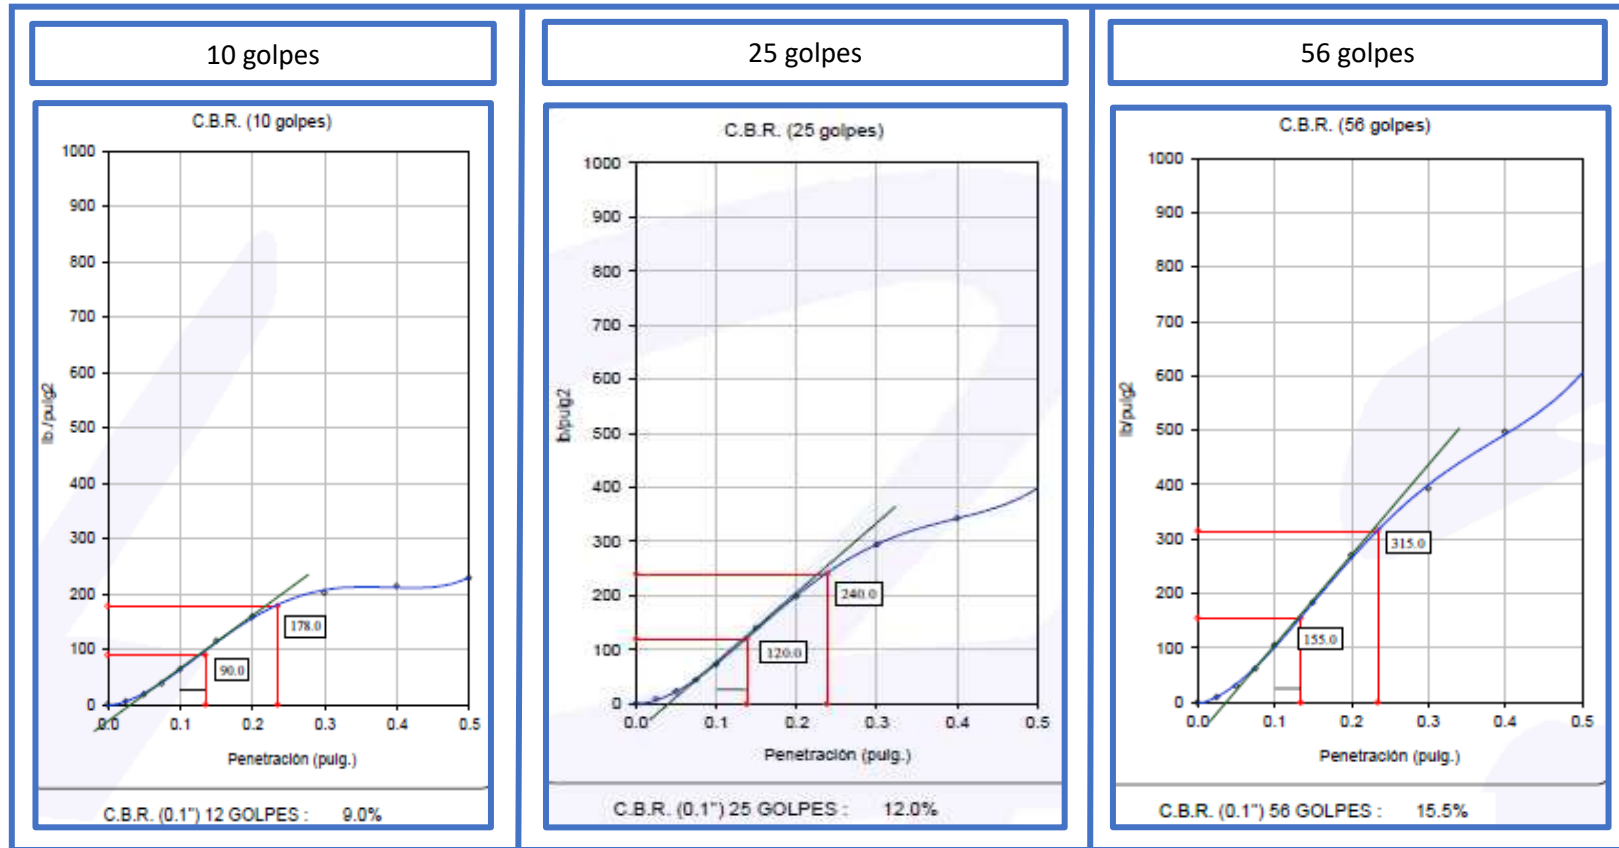 10 golpes
C.B.R. (10 golpes)
1000
900
800
700
600
500
400
300
200
100
0
lb./pulg2
178.0
90.0
0.0 0.1 0.2 0.3 0.4 0.5
Penetración (pulg.)
C.B.R. (0.1") 12 GOLPES : 9.0%
25 golpes
C.B.R. (25 golpes)
1000
900
800
700
600
500
400
300
200
100
0
lb/pulg2
240.0
120.0
0.0 0.1 0.2 0.3 0.4 0.5
Penetración (pulg.)
C.B.R. (0.1") 25 GOLPES : 12.0%
56 golpes
C.B.R. (56 golpes)
1000
900
800
700
600
500
400
300
200
100
0
lb/pulg2
315.0
155.0
0.0 0.1 0.2 0.3 0.4 0.5
Penetración (pulg.)
C.B.R. (0.1") 56 GOLPES : 15.5%